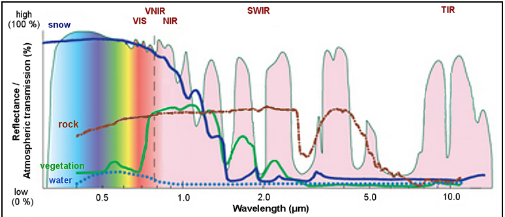 high
(100 %)
snow
VNIR
VIS
NIR
SWIR
TIR
Reflectance /
Atmospheric transmission (%)
rock
vegetation
water
low
(0 %)
0.5
1.0
2.0
5.0
10.0
Wavelength (µm)